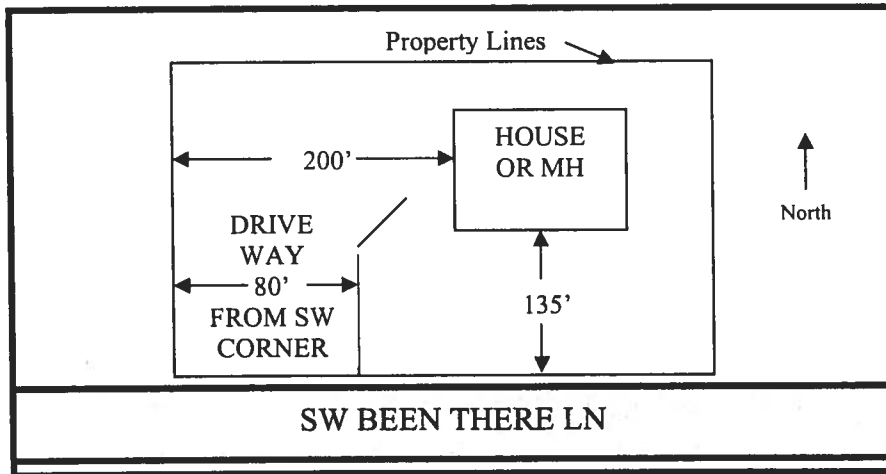 Property Lines
HOUSE
OR MH
200’
North
DRIVE
WAY
80’
FROM SW
CORNER
135’
SW BEEN THERE LN